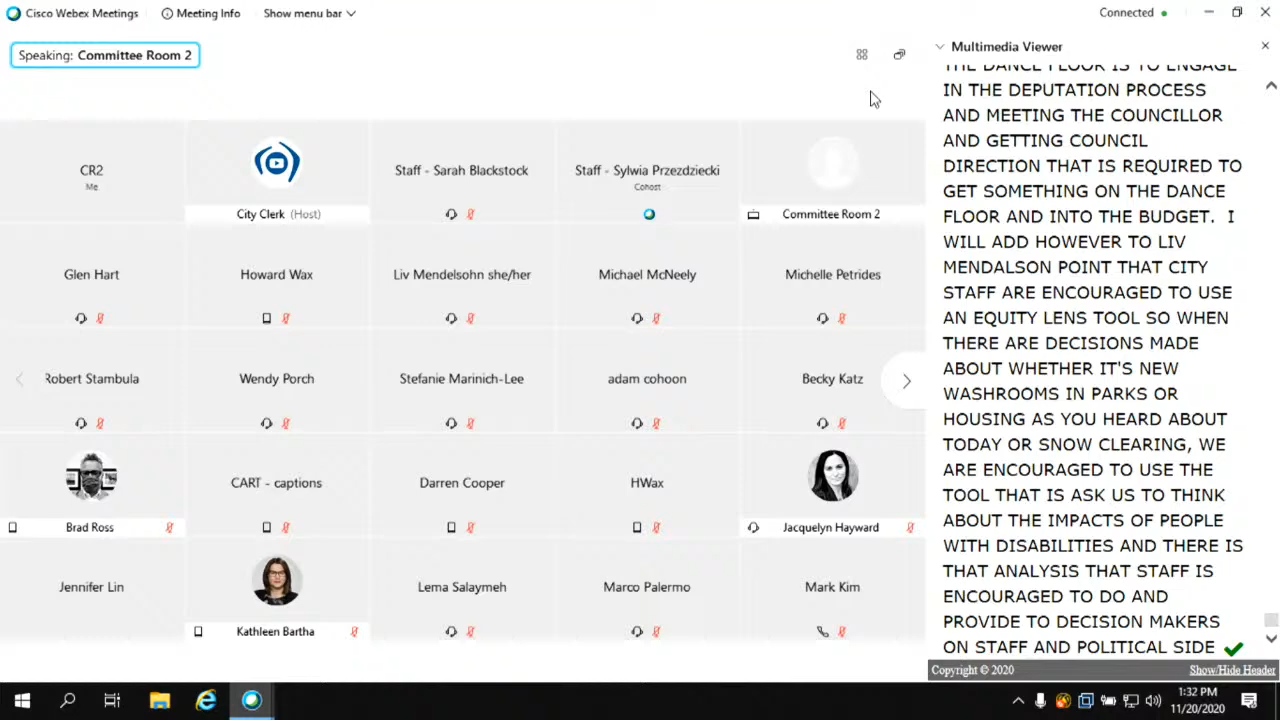 Cisco Webex Meetings
Meeting Info
Show menu bar
Connected
Speaking: Committee Room 2
CR2
Me
City Clerk (Host)
Staff - Sarah Blackstock
Staff - Sylwia Przezdziecki
Cohost
Committee Room 2
Glen Hart
Howard Wax
Liv Mendelsohn she/her
Michael McNeely
Michelle Petrides
Robert Stambula
Wendy Porch
Stefanie Marinich-Lee
adam cohoon
Becky Katz
Brad Ross
CART - captions
Darren Cooper
HWax
Jacquelyn Hayward
Jennifer Lin
Kathleen Bartha
Lema Salaymeh
Marco Palermo
Mark Kim
Multimedia Viewer
THE DANCE FLOOR IS TO ENGAGE
IN THE DEPUTATION PROCESS
AND MEETING THE COUNCILLOR
AND GETTING COUNCIL
DIRECTION THAT IS REQUIRED TO
GET SOMETHING ON THE DANCE
FLOOR AND INTO THE BUDGET.  I
WILL ADD HOWEVER TO LIV
MENDALSON POINT THAT CITY
STAFF ARE ENCOURAGED TO USE
AN EQUITY LENS TOOL SO WHEN
THERE ARE DECISIONS MADE
ABOUT WHETHER IT'S NEW
WASHROOMS IN PARKS OR
HOUSING AS YOU HEARD ABOUT
TODAY OR SNOW CLEARING, WE
ARE ENCOURAGED TO USE THE
TOOL THAT IS ASK US TO THINK
ABOUT THE IMPACTS OF PEOPLE
WITH DISABILITIES AND THERE IS
THAT ANALYSIS THAT STAFF IS
ENCOURAGED TO DO AND
PROVIDE TO DECISION MAKERS
ON STAFF AND POLITICAL SIDE
Copyright © 2020
Show/Hide Header
1:32 PM
11/20/2020